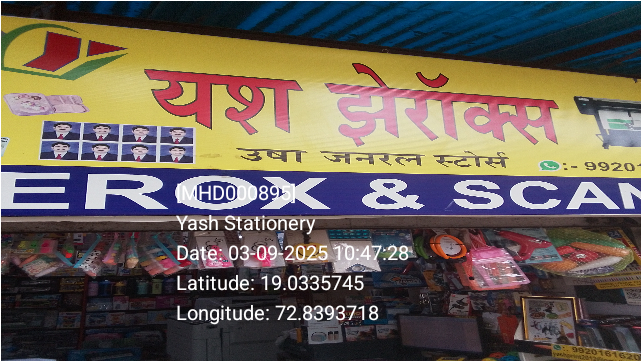 यश झेरॉक्स
उषा जनरल स्टोर्स
:- 9920
EROX & SCAN
[MHD000895]
Yash Stationery
Date: 03-09-2025 10:47:28
Latitude: 19.0335745
Longitude: 72.8393718